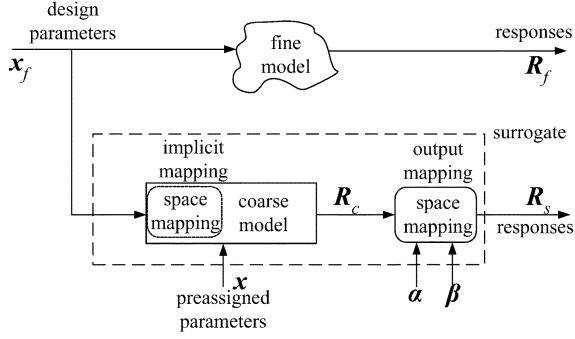 design
parameters
x_f
fine
model
responses
R_f
surrogate
implicit
mapping
space
mapping
coarse
model
R_c
output
mapping
space
mapping
R_s
responses
x
preassigned
parameters
α
β